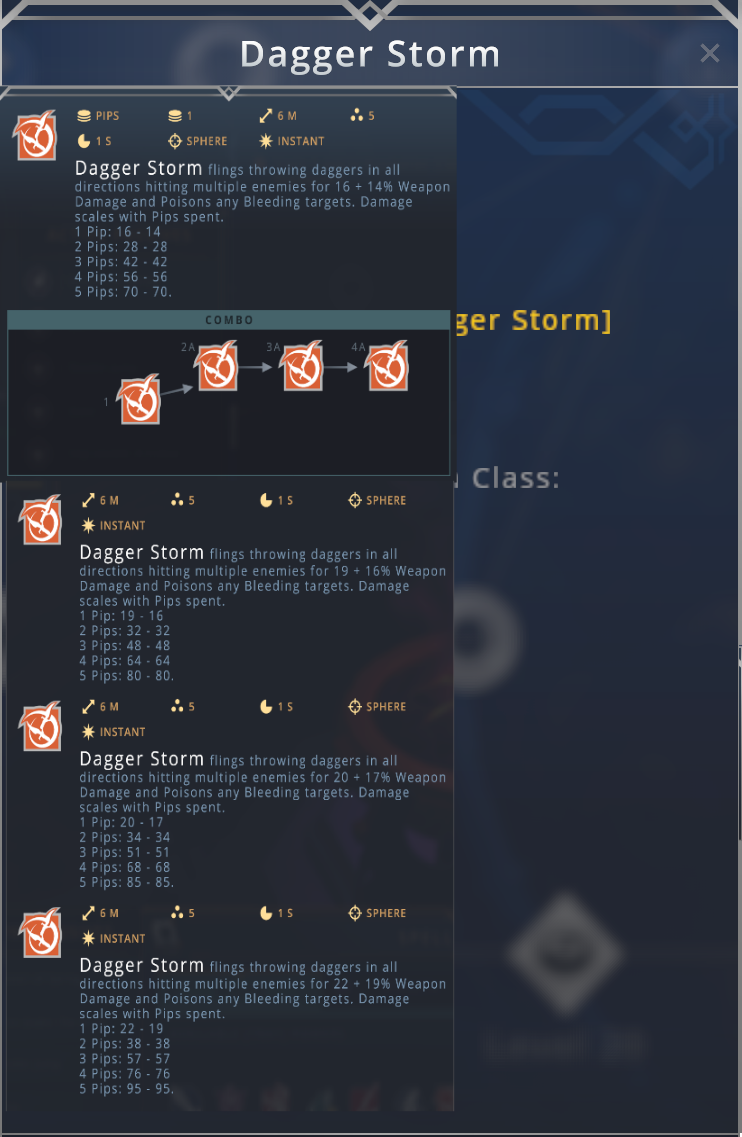 Dagger Storm
PIPS 1 6 M 5
1 S SPHERE INSTANT
Dagger Storm flings throwing daggers in all
directions hitting multiple enemies for 16 + 14% Weapon
Damage and Poisons any Bleeding targets. Damage
scales with Pips spent.
1 Pip: 16 - 14
2 Pips: 28 - 28
3 Pips: 42 - 42
4 Pips: 56 - 56
5 Pips: 70 - 70.
ger Storm]
COMBO
1 2A 3A 4A
Class:
6 M 5 1 S SPHERE
INSTANT
Dagger Storm flings throwing daggers in all
directions hitting multiple enemies for 19 + 16% Weapon
Damage and Poisons any Bleeding targets. Damage
scales with Pips spent.
1 Pip: 19 - 16
2 Pips: 32 - 32
3 Pips: 48 - 48
4 Pips: 64 - 64
5 Pips: 80 - 80.
6 M 5 1 S SPHERE
INSTANT
Dagger Storm flings throwing daggers in all
directions hitting multiple enemies for 20 + 17% Weapon
Damage and Poisons any Bleeding targets. Damage
scales with Pips spent.
1 Pip: 20 - 17
2 Pips: 34 - 34
3 Pips: 51 - 51
4 Pips: 68 - 68
5 Pips: 85 - 85.
6 M 5 1 S SPHERE
INSTANT
Dagger Storm flings throwing daggers in all
directions hitting multiple enemies for 22 + 19% Weapon
Damage and Poisons any Bleeding targets. Damage
scales with Pips spent.
1 Pip: 22 - 19
2 Pips: 38 - 38
3 Pips: 57 - 57
4 Pips: 76 - 76
5 Pips: 95 - 95.